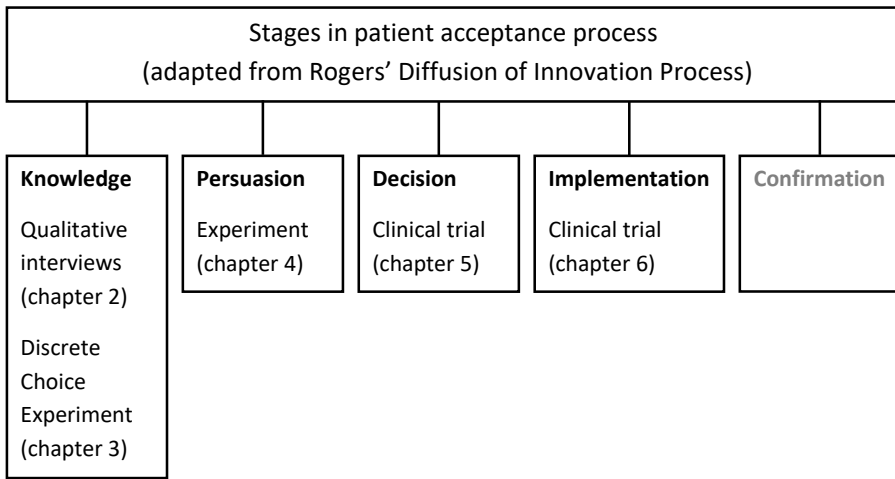 Stages in patient acceptance process
(adapted from Rogers’ Diffusion of Innovation Process)
Knowledge
Qualitative
interviews
(chapter 2)
Discrete
Choice
Experiment
(chapter 3)
Persuasion
Experiment
(chapter 4)
Decision
Clinical trial
(chapter 5)
Implementation
Clinical trial
(chapter 6)
Confirmation